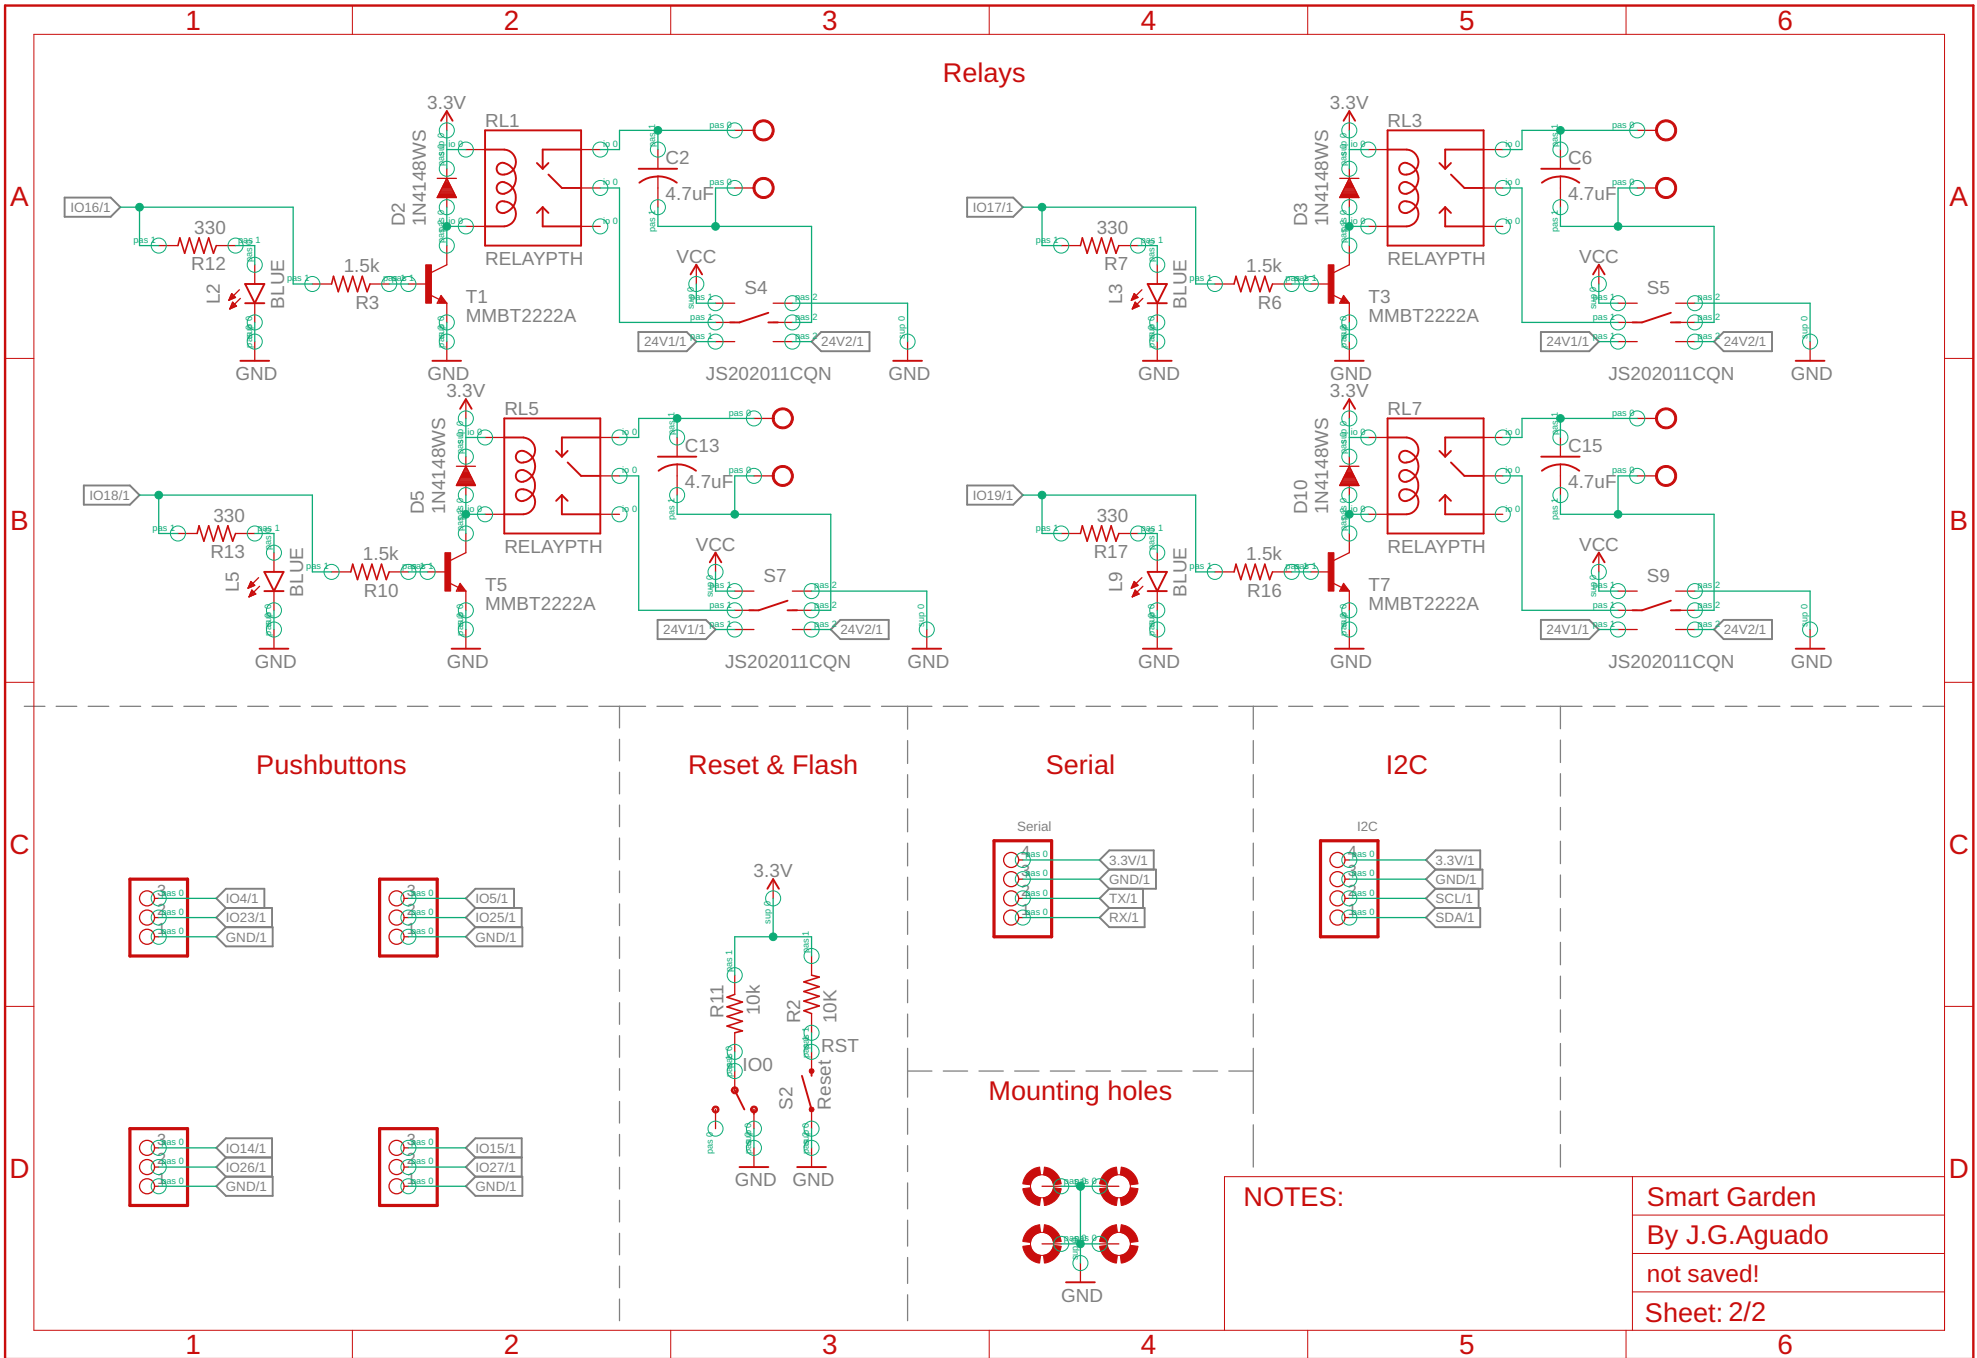 1 2 3 4 5 6
Relays
A
A
3.3V
1N4148WS
D2
RL1
RELAYPTH
C2
4.7uF
IO16/1
330
R12
L2
BLUE
1.5k
R3
T1
MMBT2222A
VCC
S4
24V1/1
24V2/1
JS202011CQN
GND
GND
GND
3.3V
1N4148WS
D3
RL3
RELAYPTH
C6
4.7uF
IO17/1
330
R7
L3
BLUE
1.5k
R6
T3
MMBT2222A
VCC
S5
24V1/1
24V2/1
JS202011CQN
GND
GND
GND
B
B
3.3V
1N4148WS
D5
RL5
RELAYPTH
C13
4.7uF
IO18/1
330
R13
L5
BLUE
1.5k
R10
T5
MMBT2222A
VCC
S7
24V1/1
24V2/1
JS202011CQN
GND
GND
GND
3.3V
1N4148WS
D10
RL7
RELAYPTH
C15
4.7uF
IO19/1
330
R17
L9
BLUE
1.5k
R16
T7
MMBT2222A
VCC
S9
24V1/1
24V2/1
JS202011CQN
GND
GND
GND
C
C
Pushbuttons
IO4/1
IO23/1
GND/1
IO5/1
IO25/1
GND/1
IO14/1
IO26/1
GND/1
IO15/1
IO27/1
GND/1
Reset & Flash
3.3V
R11
10k
R2
10K
RST
IO0
S2
Reset
GND
GND
Serial
Serial
3.3V/1
GND/1
TX/1
RX/1
I2C
I2C
3.3V/1
GND/1
SCL/1
SDA/1
D
D
Mounting holes
GND
NOTES:
Smart Garden
By J.G.Aguado
not saved!
Sheet: 2/2
1 2 3 4 5 6